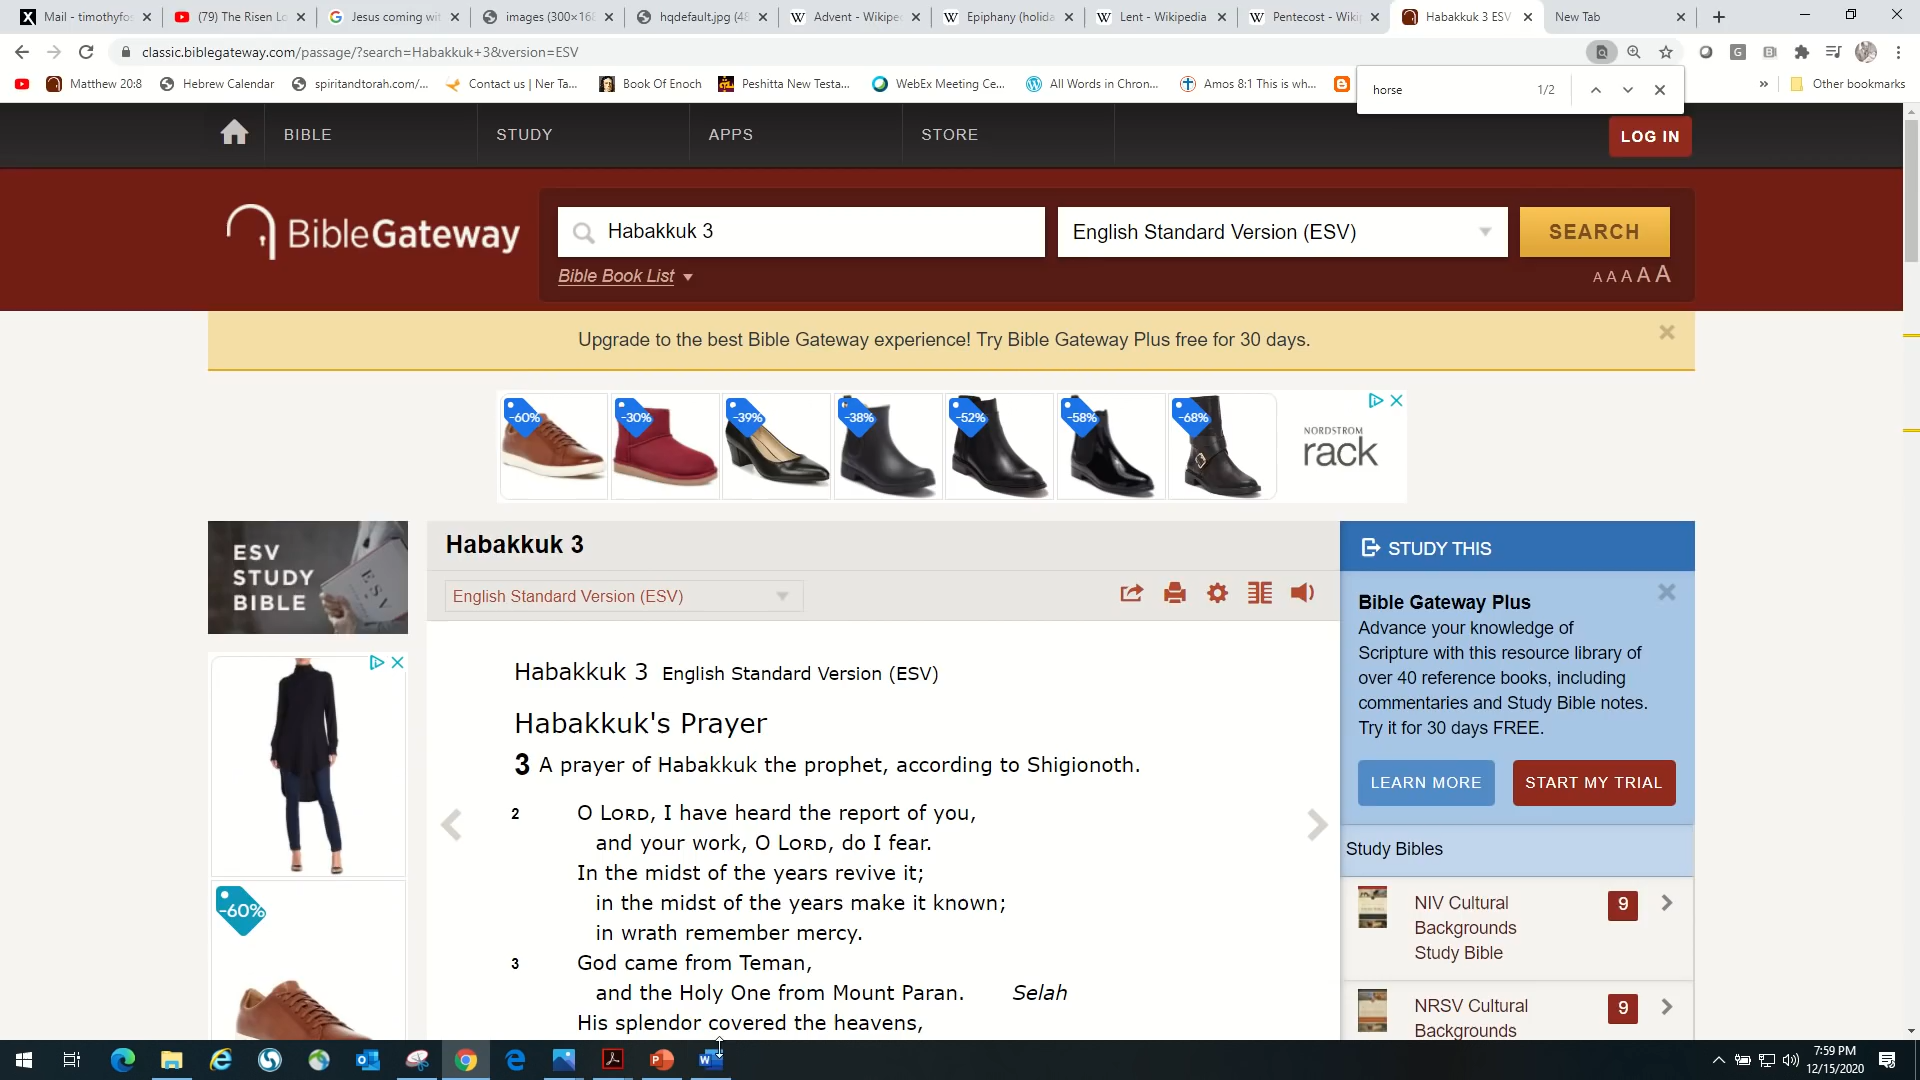 Mail - timothyfo
(79) The Risen Lo
Jesus coming wit
images (300×168
hqdefault.jpg (48
Advent - Wikipe
Epiphany (holida
Lent - Wikipedia
Pentecost - Wiki
Habakkuk 3 ESV
New Tab
classic.biblegateway.com/passage/?search=Habakkuk+3&version=ESV
Matthew 20:8
Hebrew Calendar
spiritandtorah.com/...
Contact us | Ner Ta...
Book Of Enoch
Peshitta New Testa...
WebEx Meeting Ce...
All Words in Chron...
Amos 8:1 This is wh...
»
Other bookmarks
horse
1/2
BIBLE
STUDY
APPS
STORE
LOG IN
BibleGateway
Habakkuk 3
English Standard Version (ESV)
SEARCH
Bible Book List
A A A A A
Upgrade to the best Bible Gateway experience! Try Bible Gateway Plus free for 30 days.
-60%
-30%
-39%
-38%
-52%
-58%
-68%
NORDSTROM
rack
ESV
STUDY
BIBLE
-60%
Habakkuk 3
English Standard Version (ESV)
Habakkuk 3 English Standard Version (ESV)
Habakkuk's Prayer
3 A prayer of Habakkuk the prophet, according to Shigionoth.
2 O LORD, I have heard the report of you,
and your work, O LORD, do I fear.
In the midst of the years revive it;
in the midst of the years make it known;
in wrath remember mercy.
3 God came from Teman,
and the Holy One from Mount Paran. Selah
His splendor covered the heavens,
STUDY THIS
Bible Gateway Plus
Advance your knowledge of
Scripture with this resource library of
over 40 reference books, including
commentaries and Study Bible notes.
Try it for 30 days FREE.
LEARN MORE
START MY TRIAL
Study Bibles
NIV Cultural
Backgrounds
Study Bible
9
NRSV Cultural
Backgrounds
9
7:59 PM
12/15/2020